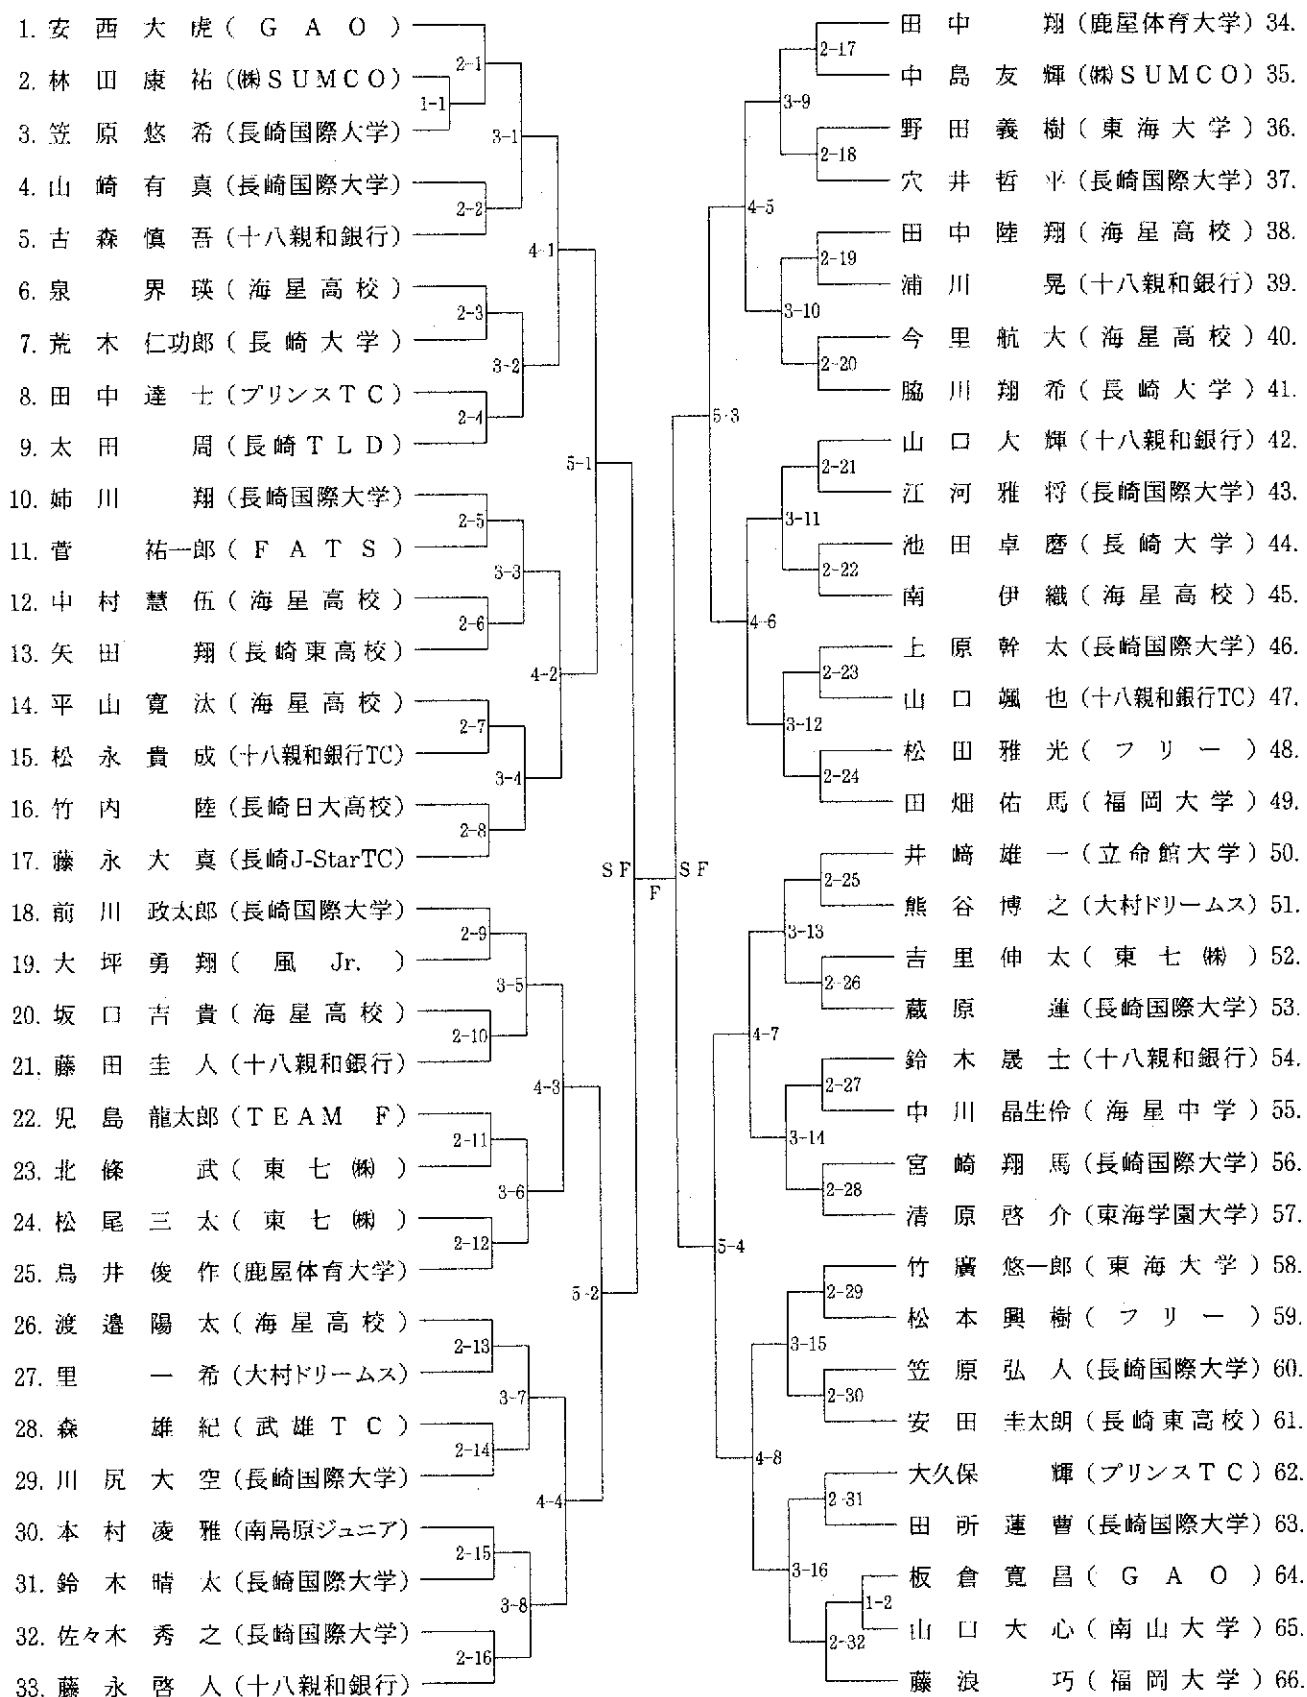 1. 安西大虎 (GAO)
2. 林田康祐 (㈱SUMCO)
3. 笠原悠希 (長崎国際大学)
4. 山崎有真 (長崎国際大学)
5. 古森慎吾 (十八親和銀行)
6. 泉界瑛 (海星高校)
7. 荒木仁功郎 (長崎大学)
8. 田中達士 (プリンスTC)
9. 太田周 (長崎TLD)
10. 姉川翔 (長崎国際大学)
11. 菅祐一郎 (FATS)
12. 中村慧伍 (海星高校)
13. 矢田翔 (長崎東高校)
14. 平山寛汰 (海星高校)
15. 松永貴成 (十八親和銀行TC)
16. 竹内陸 (長崎日大高校)
17. 藤永大真 (長崎J-StarTC)
18. 前川政太郎 (長崎国際大学)
19. 大坪勇翔 (風 Jr.)
20. 坂口吉貴 (海星高校)
21. 藤田圭人 (十八親和銀行)
22. 児島龍太郎 (TEAM F)
23. 北條武 (東七㈱)
24. 松尾三太 (東七㈱)
25. 鳥井俊作 (鹿屋体育大学)
26. 渡邉陽太 (海星高校)
27. 里一希 (大村ドリームス)
28. 森雄紀 (武雄TC)
29. 川尻大空 (長崎国際大学)
30. 本村凌雅 (南島原ジュニア)
31. 鈴木晴太 (長崎国際大学)
32. 佐々木秀之 (長崎国際大学)
33. 藤永啓人 (十八親和銀行)
1-1
2-1
2-2
2-3
2-4
2-5
2-6
2-7
2-8
2-9
2-10
2-11
2-12
2-13
2-14
2-15
2-16
3-1
3-2
3-3
3-4
3-5
3-6
3-7
3-8
4-1
4-2
4-3
4-4
5-1
5-2
SF
F
SF
5-3
5-4
4-5
4-6
4-7
4-8
3-9
3-10
3-11
3-12
3-13
3-14
3-15
3-16
2-17
2-18
2-19
2-20
2-21
2-22
2-23
2-24
2-25
2-26
2-27
2-28
2-29
2-30
2-31
2-32
1-2
田中翔 (鹿屋体育大学) 34.
中島友輝 (㈱SUMCO) 35.
野田義樹 (東海大学) 36.
穴井哲平 (長崎国際大学) 37.
田中陸翔 (海星高校) 38.
浦川晃 (十八親和銀行) 39.
今里航大 (海星高校) 40.
脇川翔希 (長崎大学) 41.
山口大輝 (十八親和銀行) 42.
江河雅将 (長崎国際大学) 43.
池田卓磨 (長崎大学) 44.
南伊織 (海星高校) 45.
上原幹太 (長崎国際大学) 46.
山口颯也 (十八親和銀行TC) 47.
松田雅光 (フリー) 48.
田畑佑馬 (福岡大学) 49.
井﨑雄一 (立命館大学) 50.
熊谷博之 (大村ドリームス) 51.
吉里伸太 (東七㈱) 52.
蔵原蓮 (長崎国際大学) 53.
鈴木晟士 (十八親和銀行) 54.
中川晶生伶 (海星中学) 55.
宮崎翔馬 (長崎国際大学) 56.
清原啓介 (東海学園大学) 57.
竹廣悠一郎 (東海大学) 58.
松本興樹 (フリー) 59.
笠原弘人 (長崎国際大学) 60.
安田圭太朗 (長崎東高校) 61.
大久保輝 (プリンスTC) 62.
田所蓮曹 (長崎国際大学) 63.
板倉寛昌 (GAO) 64.
山口大心 (南山大学) 65.
藤浪巧 (福岡大学) 66.